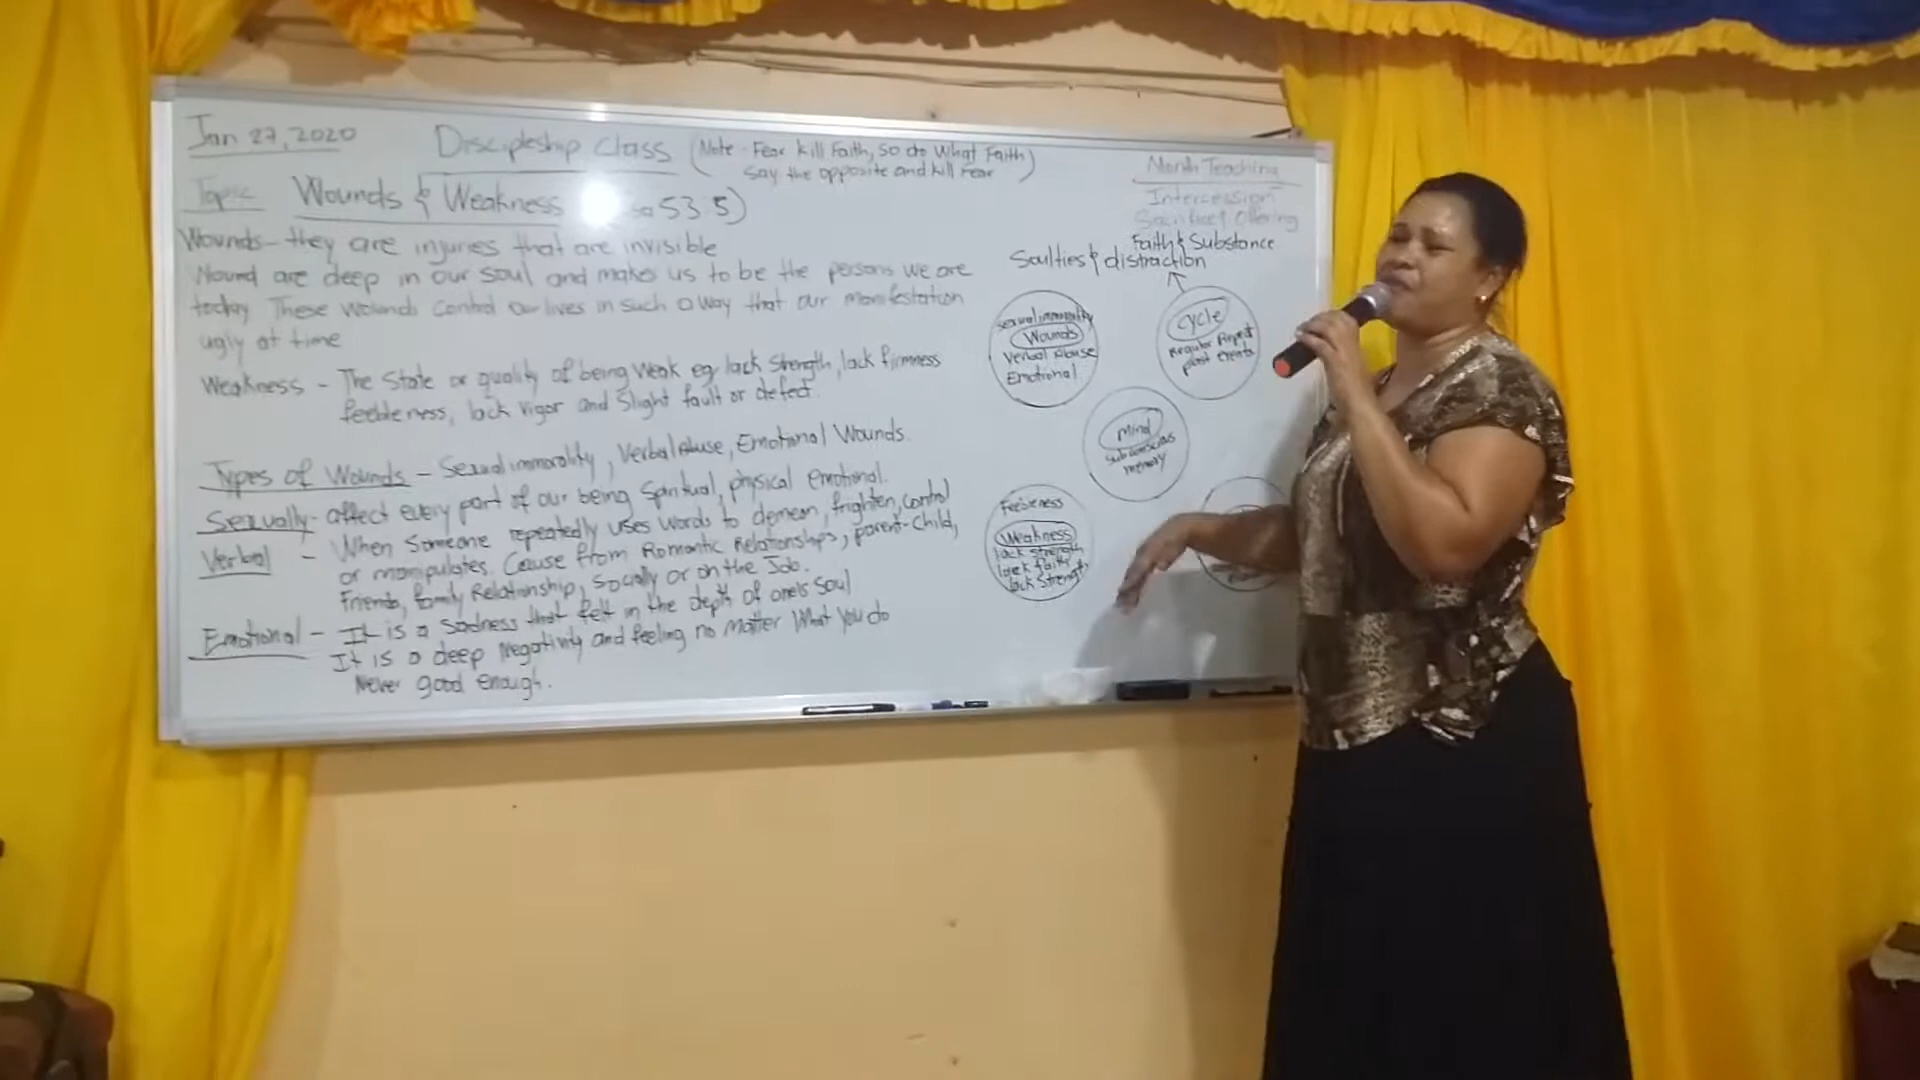 Jan 27, 2020
Discipleship Class
(Note - Fear Kill Faith, so do What Faith)
Say the opposite and kill Fear
Topic Wounds & Weakness
53:5)
Wounds - they are injuries that are invisible
Wound are deep in our soul and makes us to be the persons we are
today These wounds control our lives in such a way that our manifestation
ugly at time
Weakness - The State or quality of being Weak eg lack Strength, lack firmness
feebleness, lack vigor and Slight fault or defect.
Types of Wounds - Sexual immorality, Verbal Abuse, Emotional Wounds.
Sexually - affect every part of our being Spiritual, physical emotional.
Verbal - When Someone repeatedly uses words to demean, frighten, control
or manipulates. Cause from Romantic Relationships, parent-child,
Friends, family Relationship, Socially or on the Job.
Emotional - It is a sadness that felt in the depth of one's soul
It is a deep Negativity and feeling no matter What you do
Never good enough.
Month Teaching
Intercession
Sacrifice & Offering
Faith & Substance
Soulties & distraction
sexual immorality
Wounds
Verbal Abuse
Emotional
Cycle
Regular Repeat
past events
Mind
subconscious
memory
Feebleness
Weakness
lack strength
lack faith
lack strength